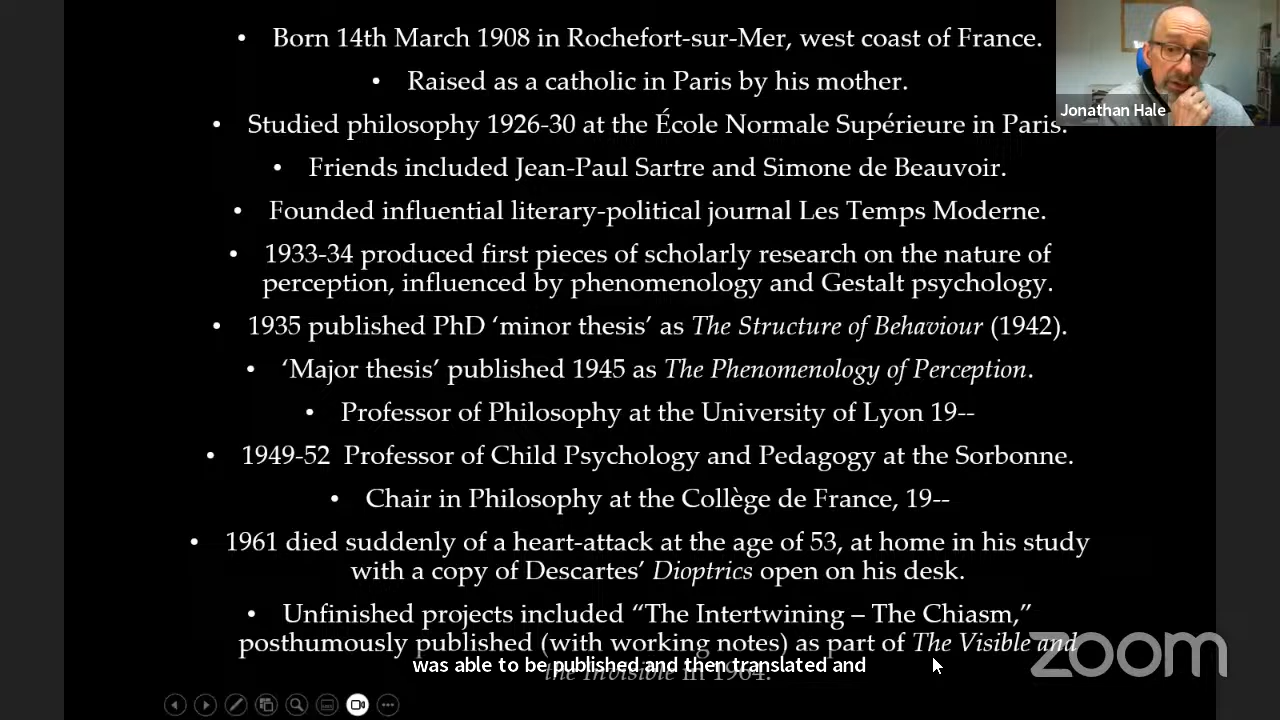 • Born 14th March 1908 in Rochefort-sur-Mer, west coast of France.
• Raised as a catholic in Paris by his mother.
Jonathan Hale
• Studied philosophy 1926-30 at the École Normale Supérieure in Paris.
• Friends included Jean-Paul Sartre and Simone de Beauvoir.
• Founded influential literary-political journal Les Temps Moderne.
• 1933-34 produced first pieces of scholarly research on the nature of
perception, influenced by phenomenology and Gestalt psychology.
• 1935 published PhD ‘minor thesis’ as The Structure of Behaviour (1942).
• ‘Major thesis’ published 1945 as The Phenomenology of Perception.
• Professor of Philosophy at the University of Lyon 19--
• 1949-52 Professor of Child Psychology and Pedagogy at the Sorbonne.
• Chair in Philosophy at the Collège de France, 19--
• 1961 died suddenly of a heart-attack at the age of 53, at home in his study
with a copy of Descartes’ Dioptrics open on his desk.
• Unfinished projects included “The Intertwining – The Chiasm,”
posthumously published (with working notes) as part of The Visible and
the Invisible in 1964.
was able to be published and then translated and
zoom